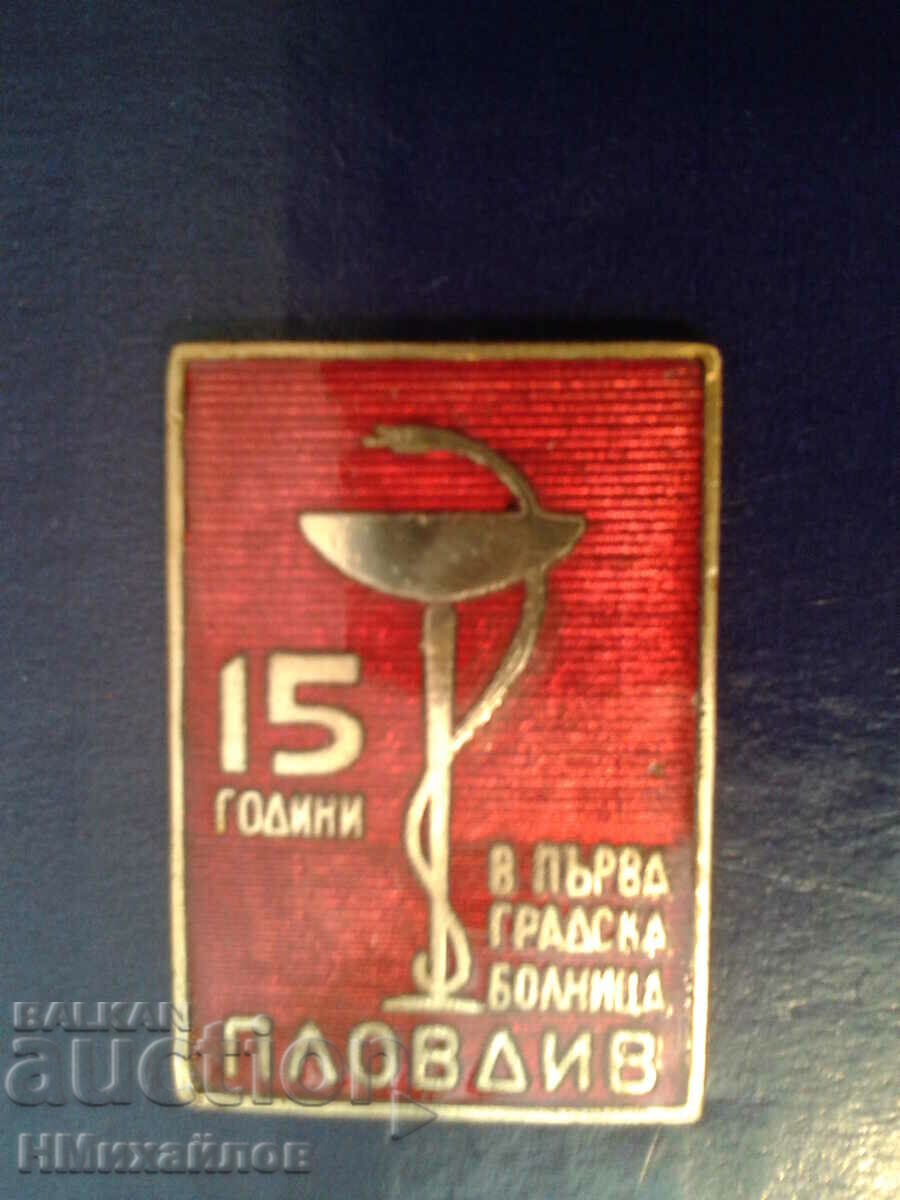 15
ГОДИНИ
В ПЪРВА
ГРАДСКА
БОЛНИЦА
ПЛОВДИВ
BALKAN
auction
НМихайлов